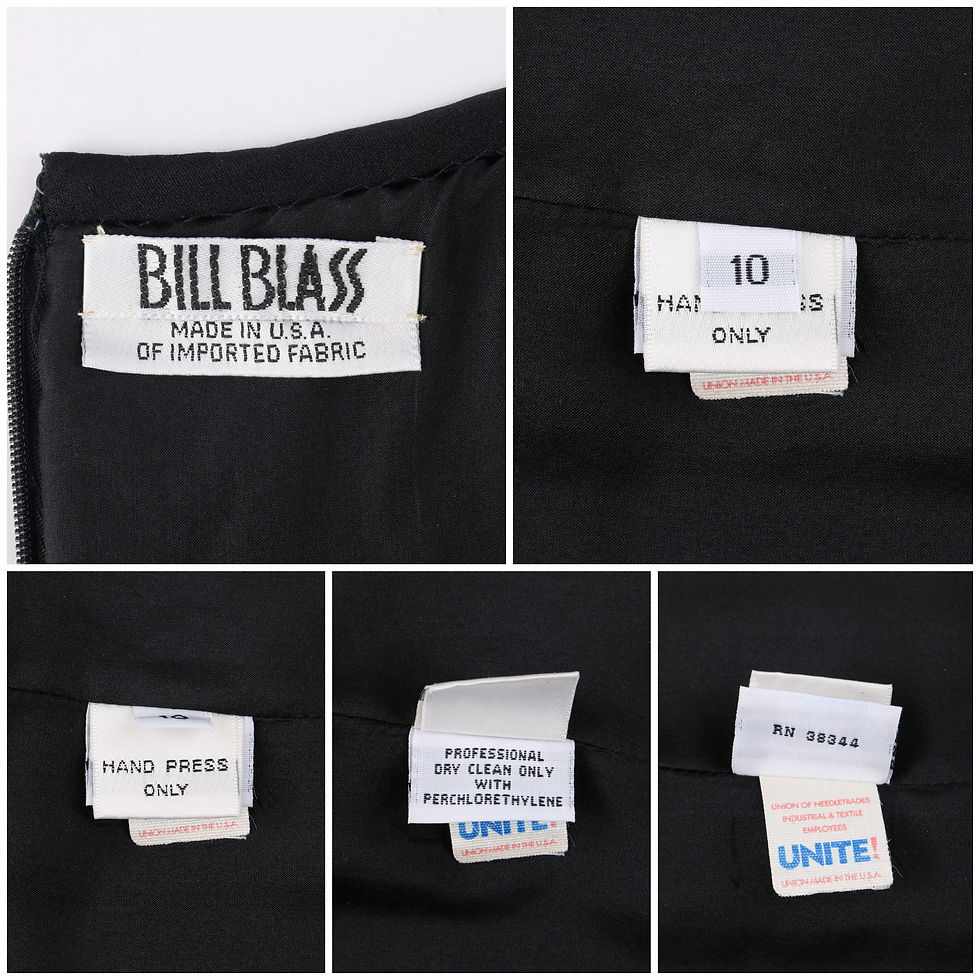 BILL BLASS
MADE IN U.S.A.
OF IMPORTED FABRIC
10
ONLY
UNION MADE IN THE U.S.A.
HAND PRESS
ONLY
UNION MADE IN THE U.S.A.
PROFESSIONAL
DRY CLEAN ONLY
WITH
PERCHLORETHYLENE
UNITE!
UNION MADE IN THE U.S.A.
RN 38344
UNION OF NEEDLETRADES
INDUSTRIAL & TEXTILE
EMPLOYEES
UNITE!
UNION MADE IN THE U.S.A.